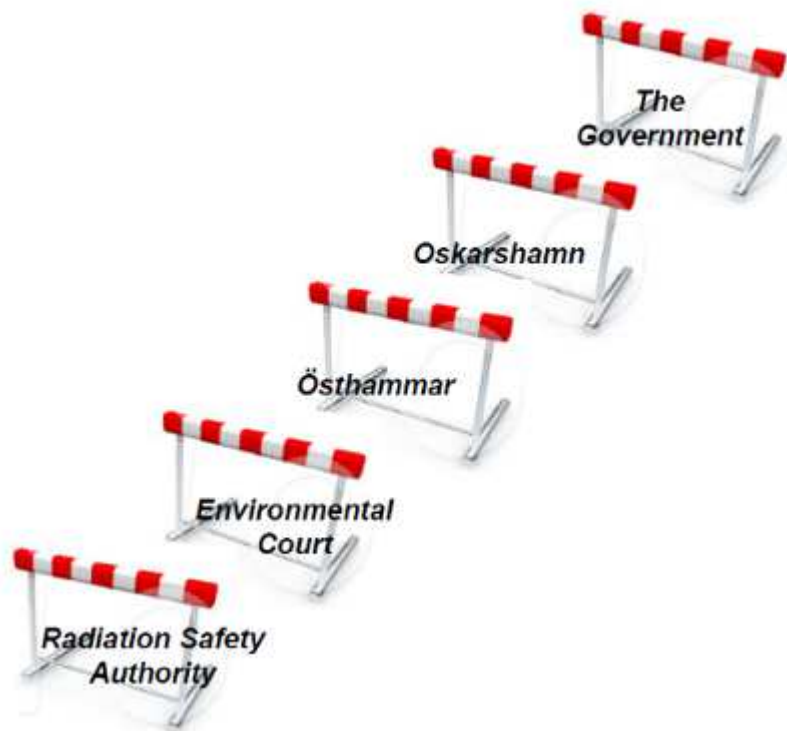 The
Government
Oskarshamn
Östhammar
Environmental
Court
Radiation Safety
Authority